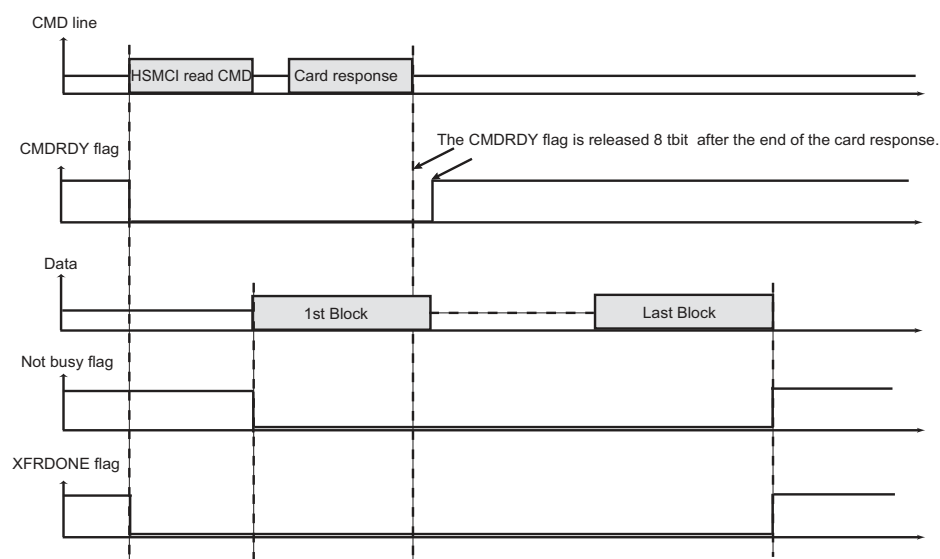 CMD line
HSMCI read CMD
Card response
The CMDRDY flag is released 8 tbit after the end of the card response.
CMDRDY flag
Data
1st Block
Last Block
Not busy flag
XFRDONE flag